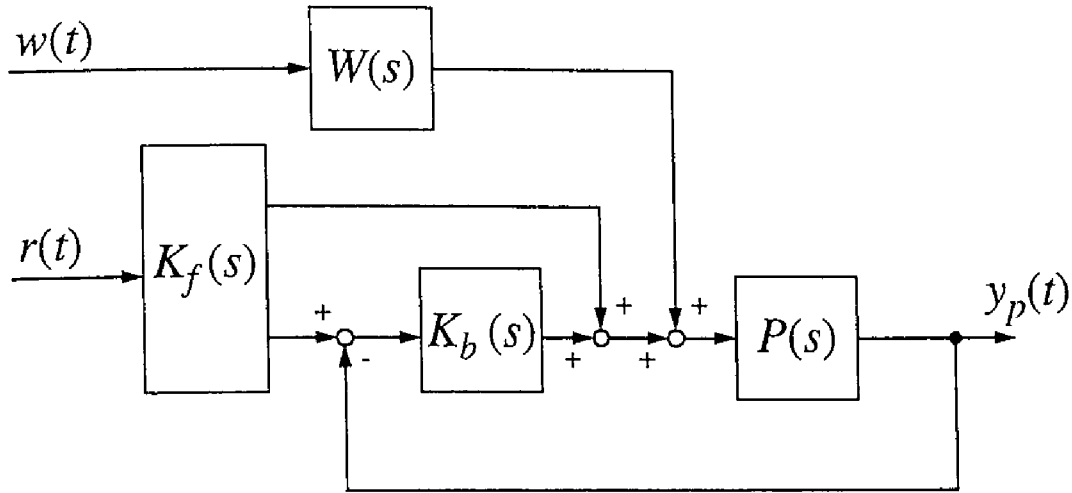 w(t)
W(s)
r(t)
K_f(s)
+
-
K_b(s)
+
+
+
+
P(s)
y_p(t)